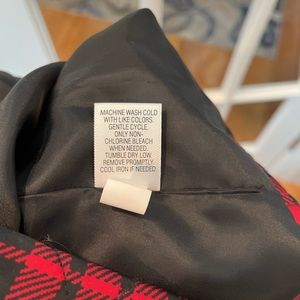 MACHINE WASH COLD
WITH LIKE COLORS.
GENTLE CYCLE.
ONLY NON-
CHLORINE BLEACH
WHEN NEEDED.
TUMBLE DRY LOW.
REMOVE PROMPTLY.
COOL IRON IF NEEDED.